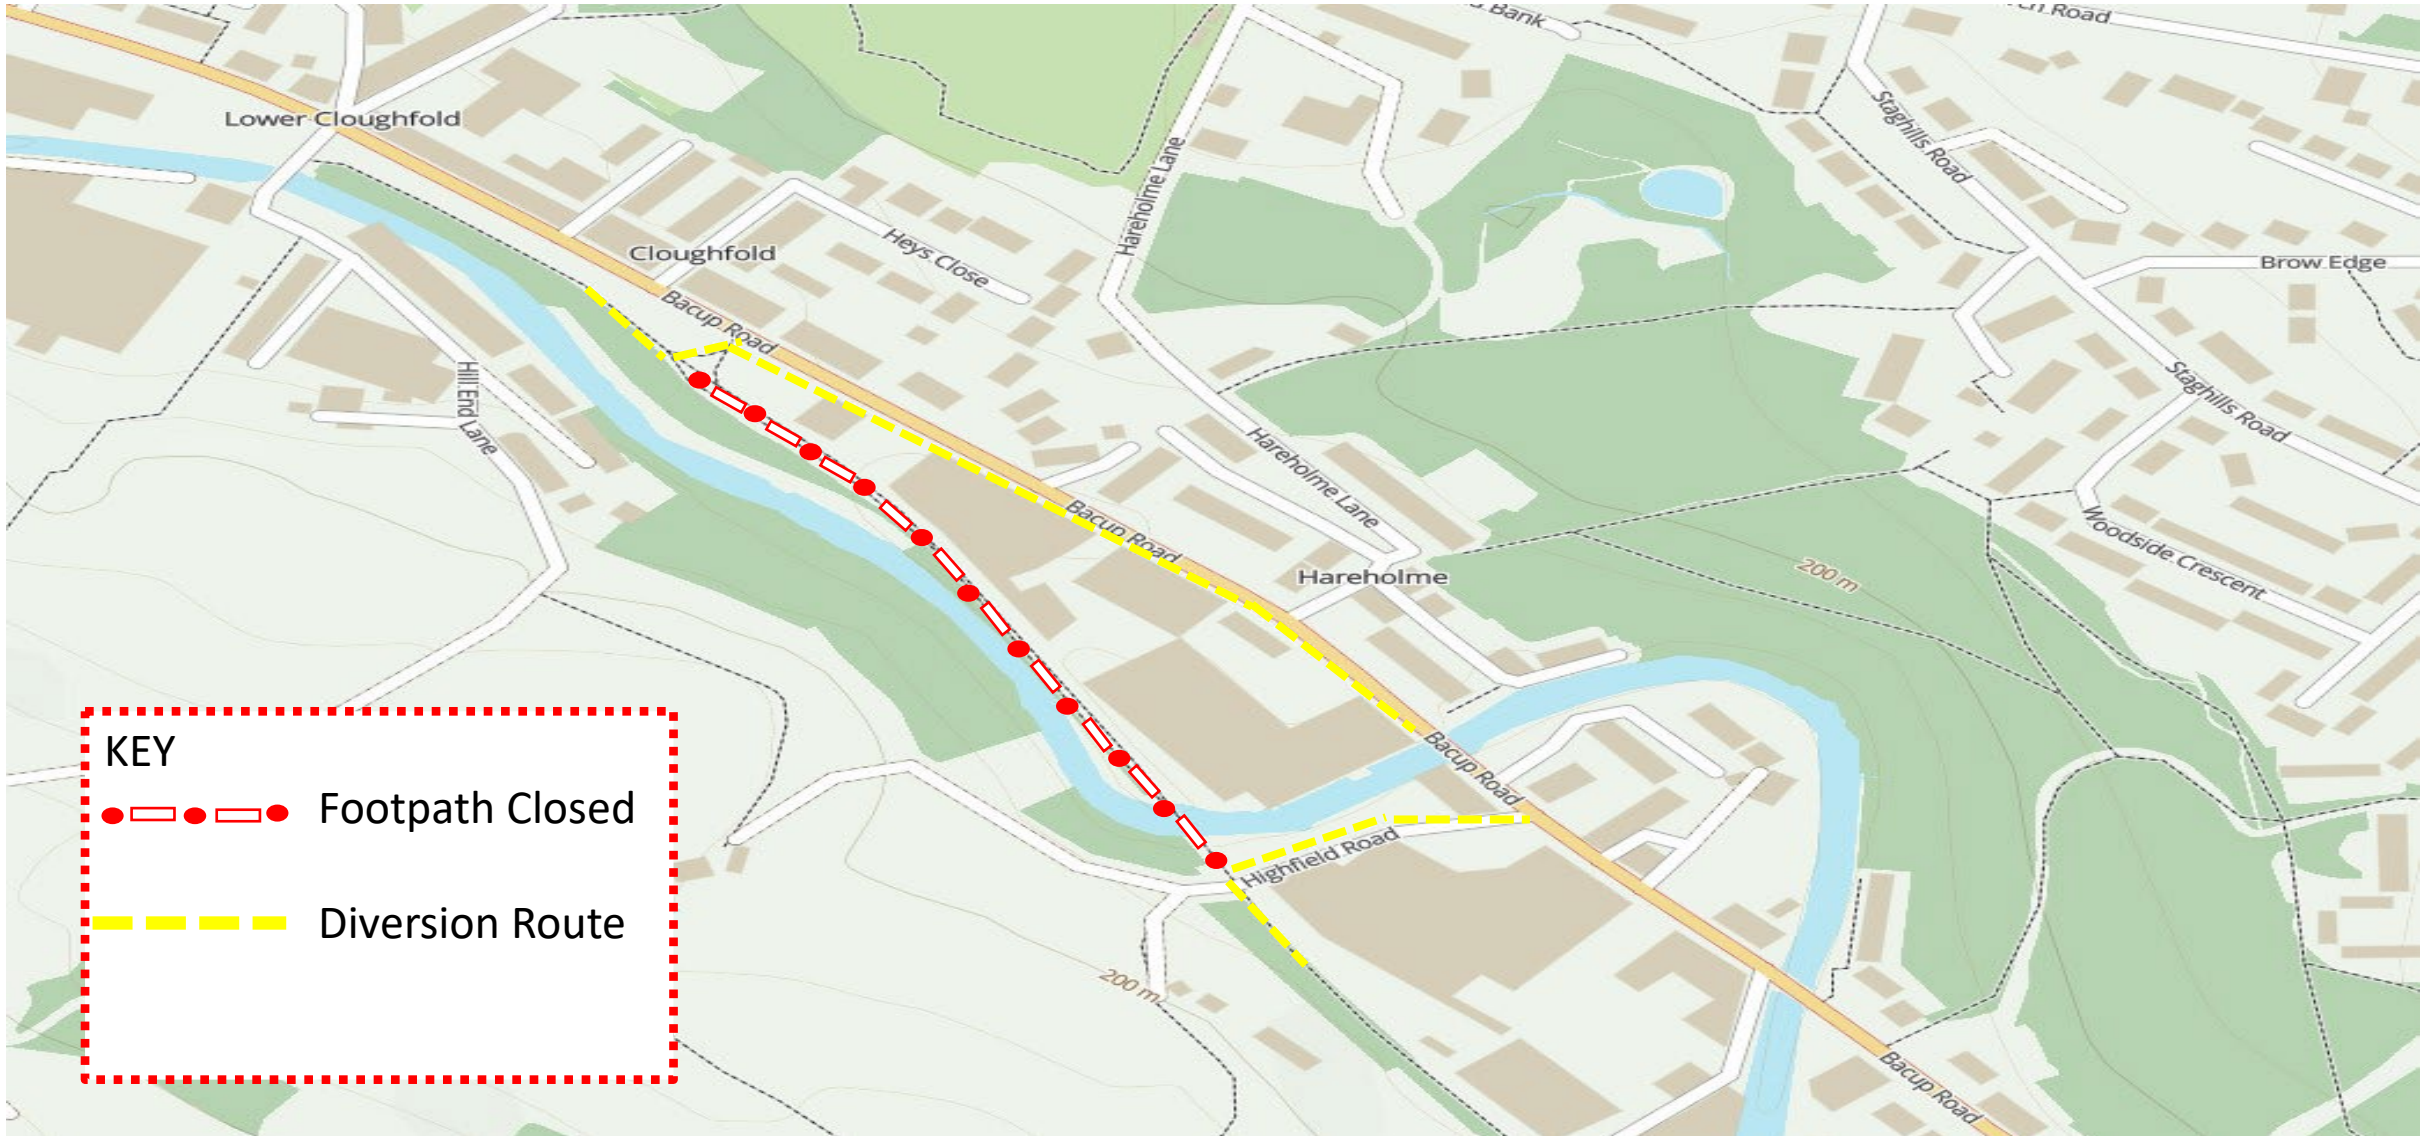 Bank
Road
Lower Cloughfold
Staghills Road
Hareholme Lane
Cloughfold
Heys Close
Brow Edge
Bacup Road
Hill End Lane
Staghills Road
Hareholme Lane
Bacup Road
Woodside Crescent
Hareholme
200 m
KEY
Footpath Closed
Diversion Route
Bacup Road
Highfield Road
200 m
Bacup Road